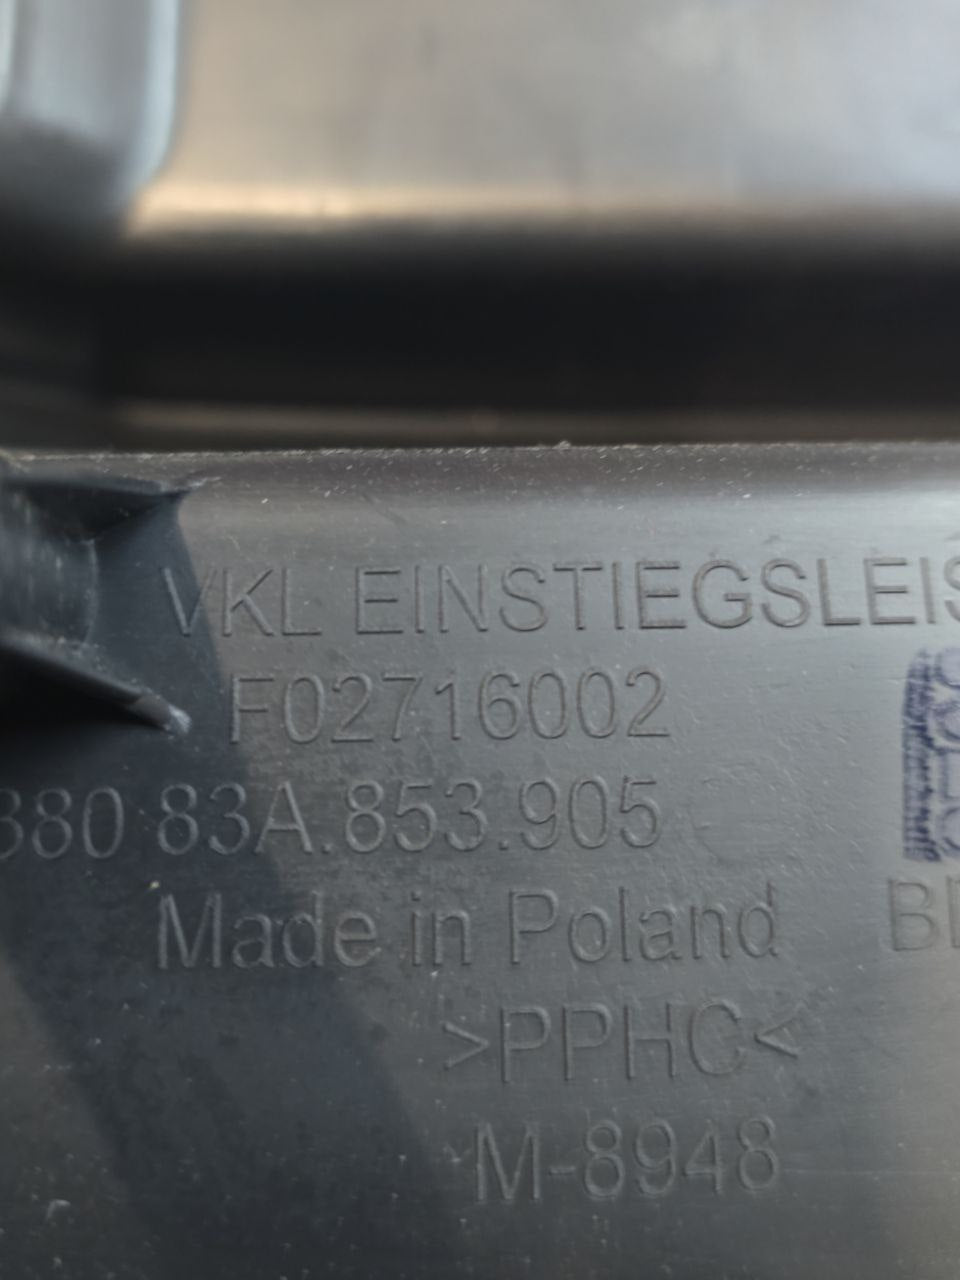 VKL EINSTIEGSLEIS
F02716002
380 83A.853.905
Made in Poland
>PPHC<
M-8948